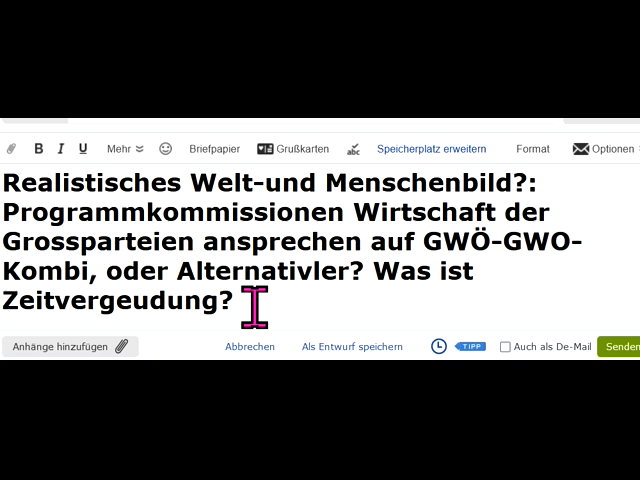 B I U Mehr Briefpapier Grußkarten abc Speicherplatz erweitern Format Optionen
Realistisches Welt-und Menschenbild?:
Programmkommissionen Wirtschaft der
Grossparteien ansprechen auf GWÖ-GWO-
Kombi, oder Alternativler? Was ist
Zeitvergeudung?
Anhänge hinzufügen Abbrechen Als Entwurf speichern TIPP Auch als De-Mail Senden